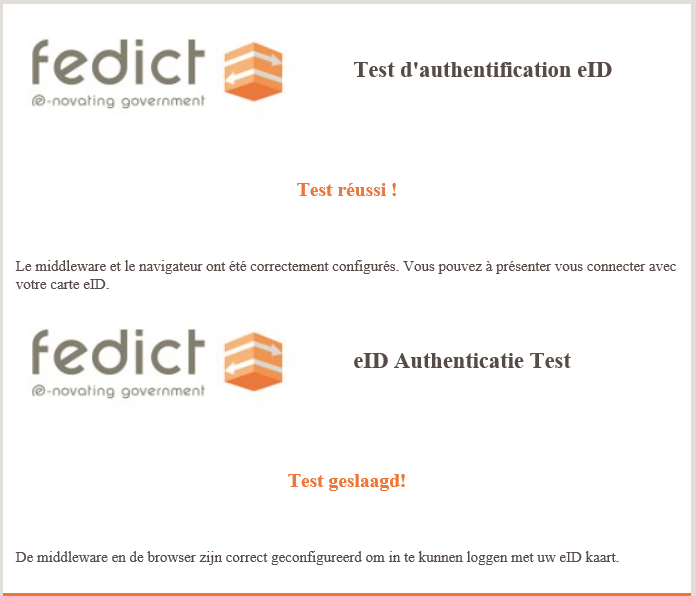 fedict
e-novating government
Test d'authentification eID
Test réussi !
Le middleware et le navigateur ont été correctement configurés. Vous pouvez à présenter vous connecter avec
votre carte eID.
fedict
e-novating government
eID Authenticatie Test
Test geslaagd!
De middleware en de browser zijn correct geconfigureerd om in te kunnen loggen met uw eID kaart.